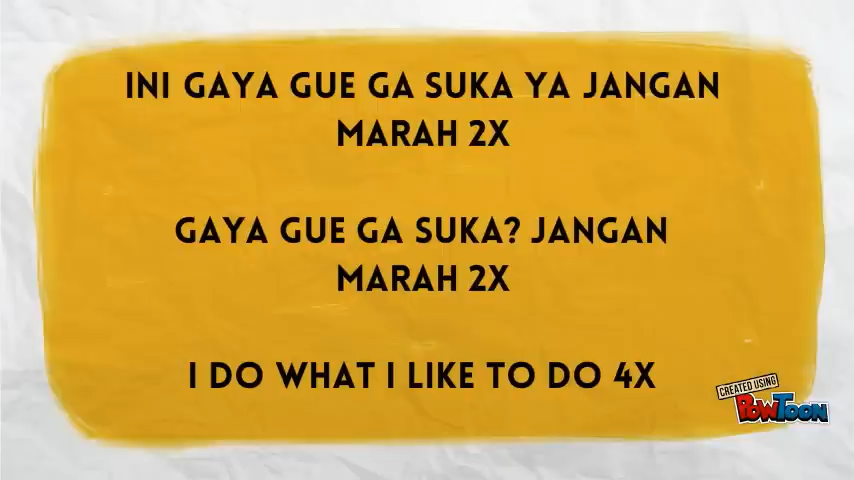 INI GAYA GUE GA SUKA YA JANGAN
MARAH 2X
GAYA GUE GA SUKA? JANGAN
MARAH 2X
I DO WHAT I LIKE TO DO 4X
CREATED USING
POWTOON